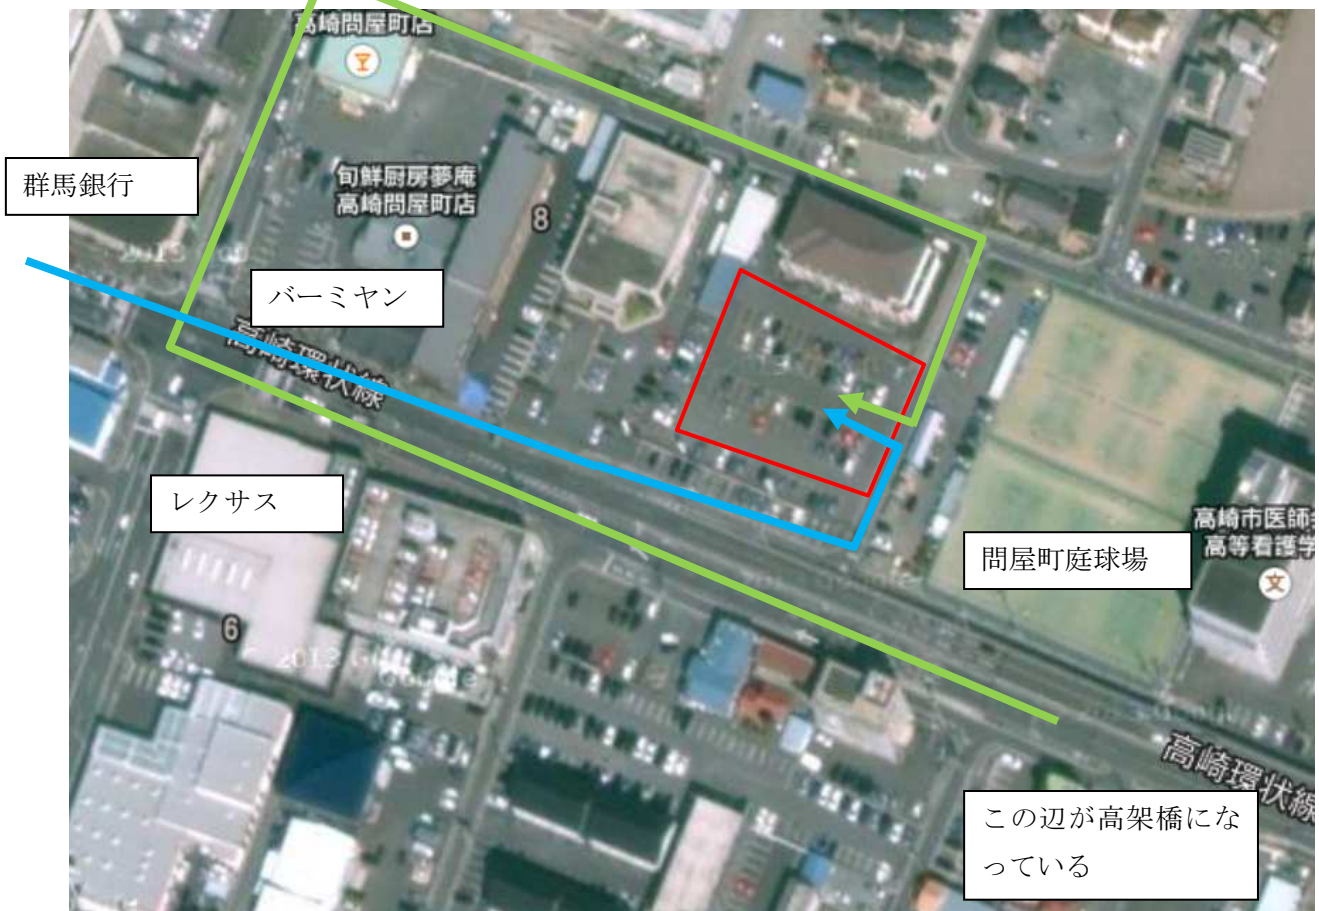 高崎問屋町店
群馬銀行
旬鮮厨房夢庵
高崎問屋町店
8
バーミヤン
高崎環状線
レクサス
高崎市医師
高等看護学
文
問屋町庭球場
6
高崎環状線
この辺が高架橋にな
っている